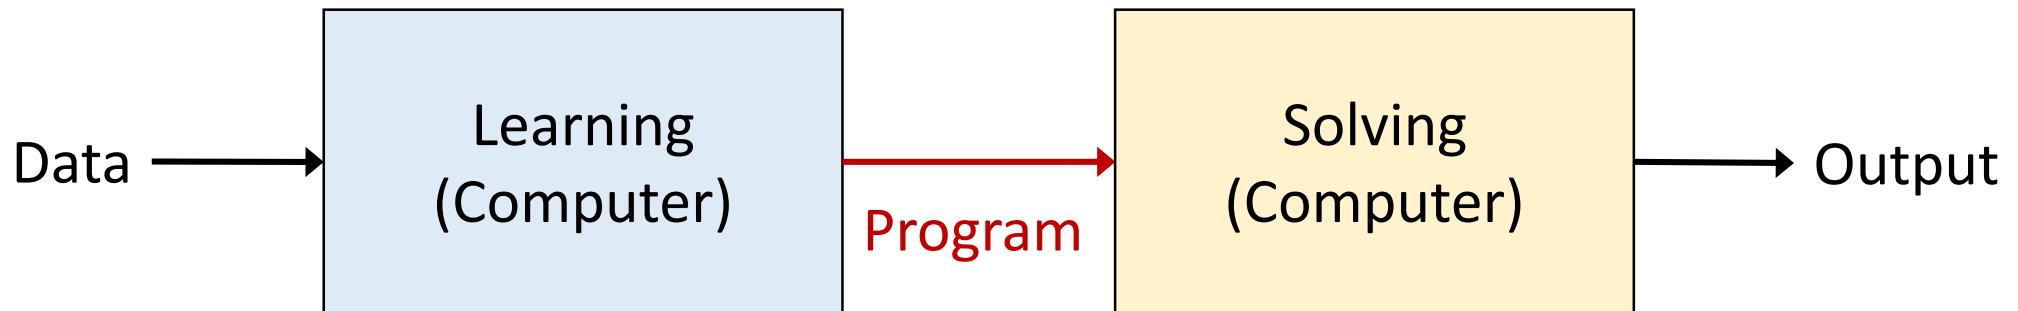 Data
Learning
(Computer)
Program
Solving
(Computer)
Output